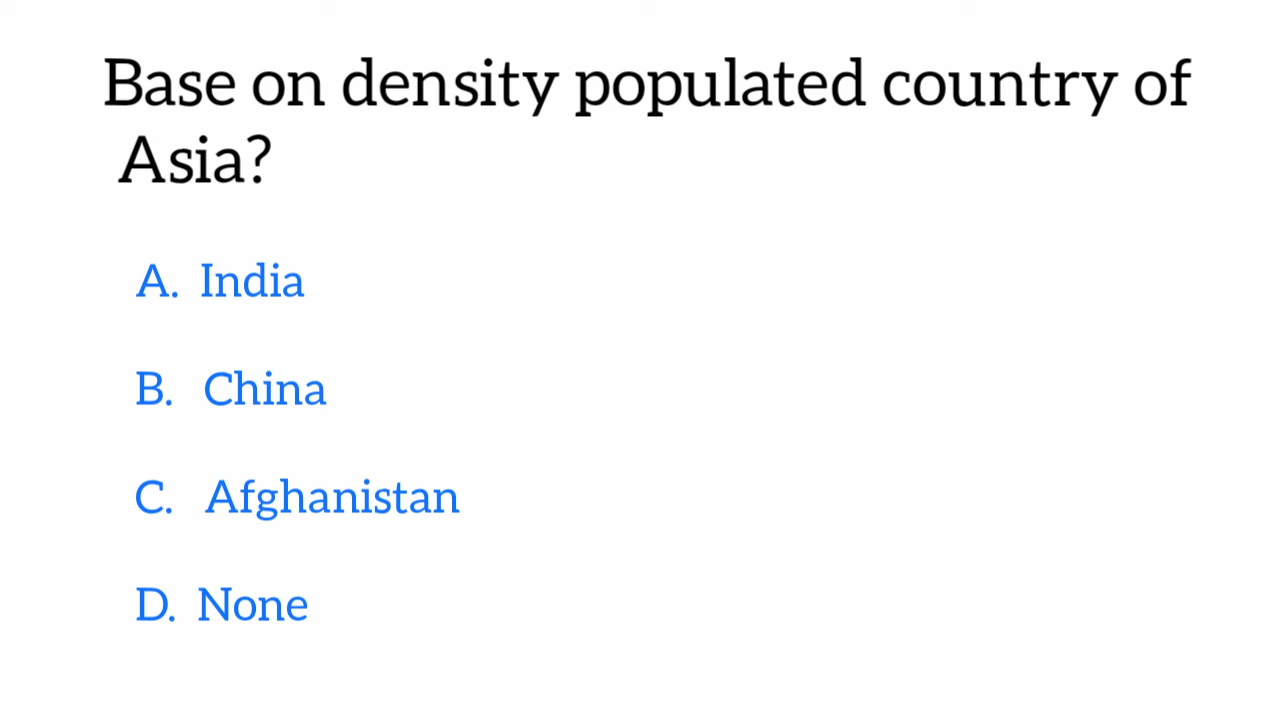 Base on density populated country of
Asia?
A. India
B. China
C. Afghanistan
D. None